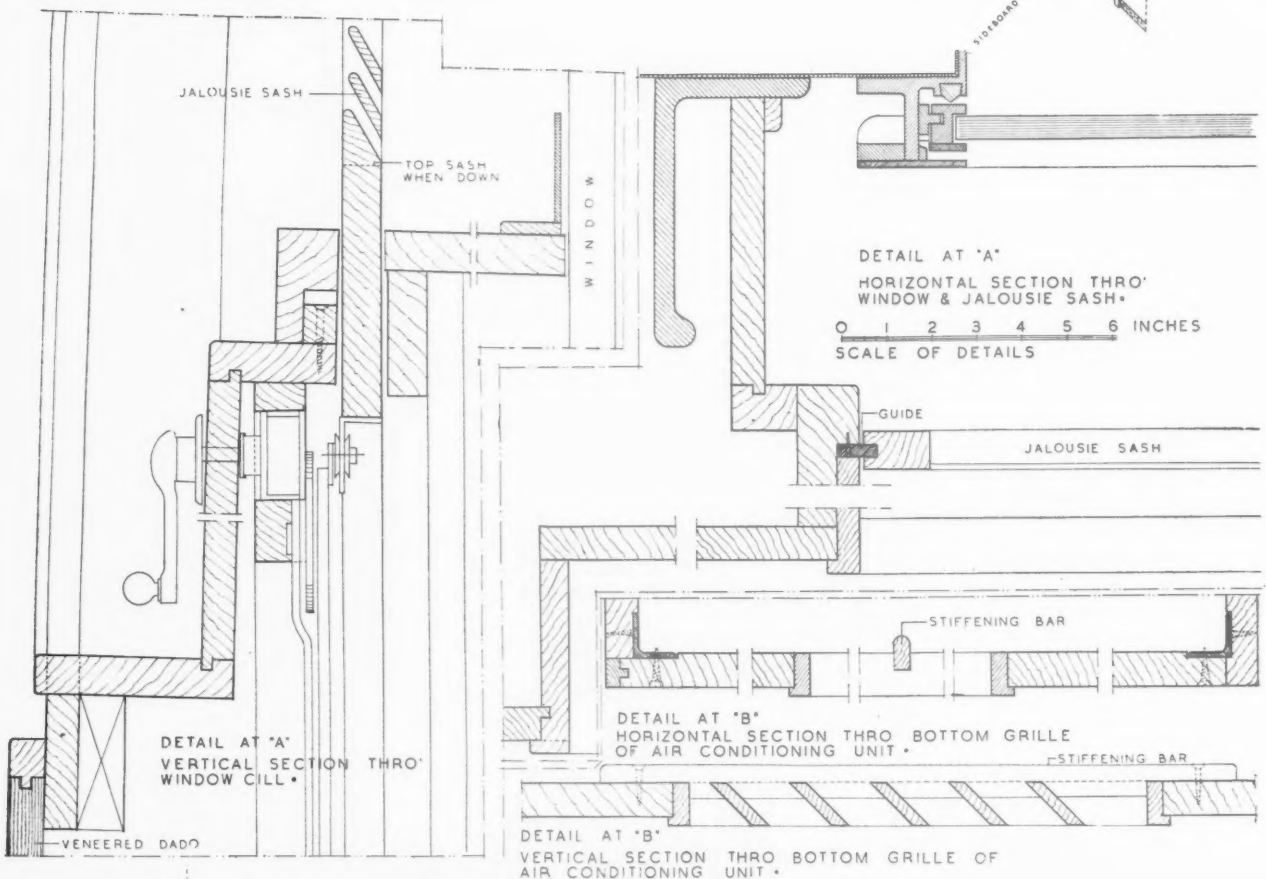 SIDEBOARD
JALOUSIE SASH
TOP SASH
WHEN DOWN
WINDOW
DETAIL AT "A"
HORIZONTAL SECTION THRO'
WINDOW & JALOUSIE SASH.
0 1 2 3 4 5 6 INCHES
SCALE OF DETAILS
GUIDE
JALOUSIE SASH
STIFFENING BAR
DETAIL AT "B"
HORIZONTAL SECTION THRO BOTTOM GRILLE
OF AIR CONDITIONING UNIT.
DETAIL AT "A"
VERTICAL SECTION THRO'
WINDOW CILL.
STIFFENING BAR
VENEERED DADO
DETAIL AT "B"
VERTICAL SECTION THRO BOTTOM GRILLE OF
AIR CONDITIONING UNIT.